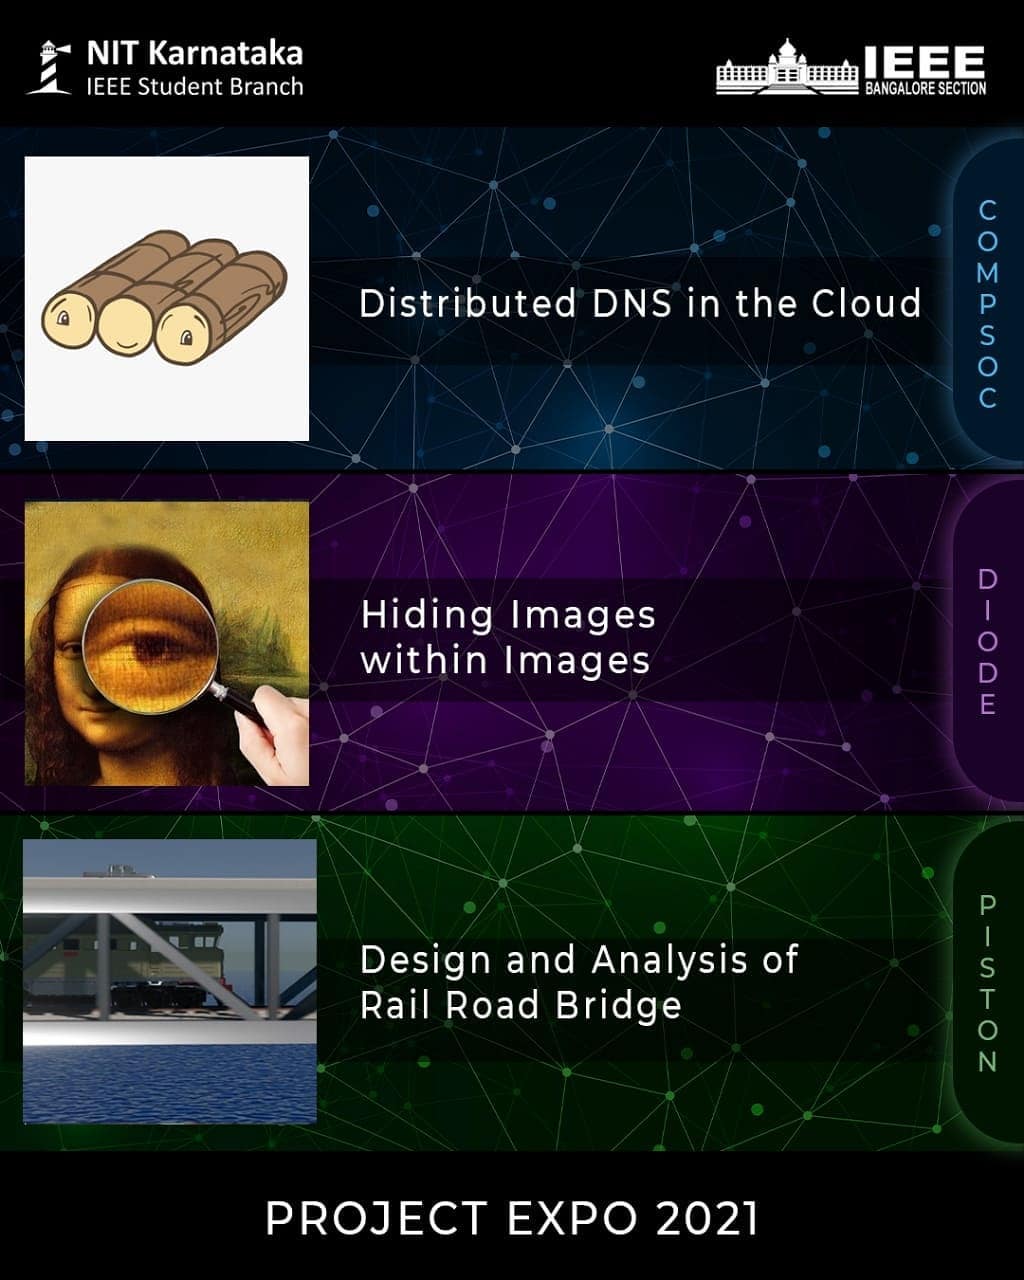 NIT Karnataka
IEEE Student Branch
IEEE
BANGALORE SECTION
Distributed DNS in the Cloud
COMPSOC
Hiding Images
within Images
DIODE
Design and Analysis of
Rail Road Bridge
PISTON
PROJECT EXPO 2021